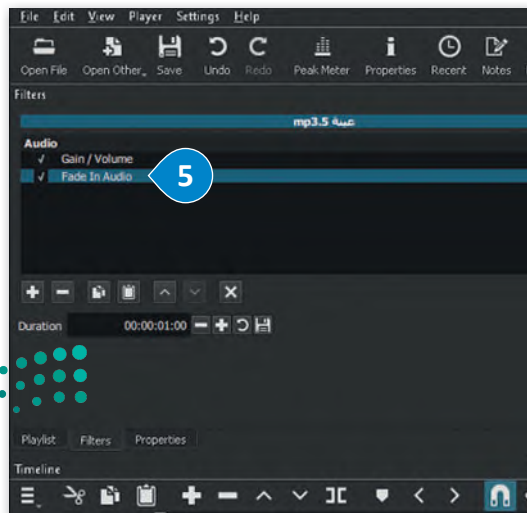 File Edit View Player Settings Help
Open File Open Other... Save Undo Redo Peak Meter Properties Recent Notes
Filters
عينة 5.mp3
Audio
✓ Gain / Volume
✓ Fade In Audio 5
Duration 00:00:01:00
Playlist Filters Properties
Timeline